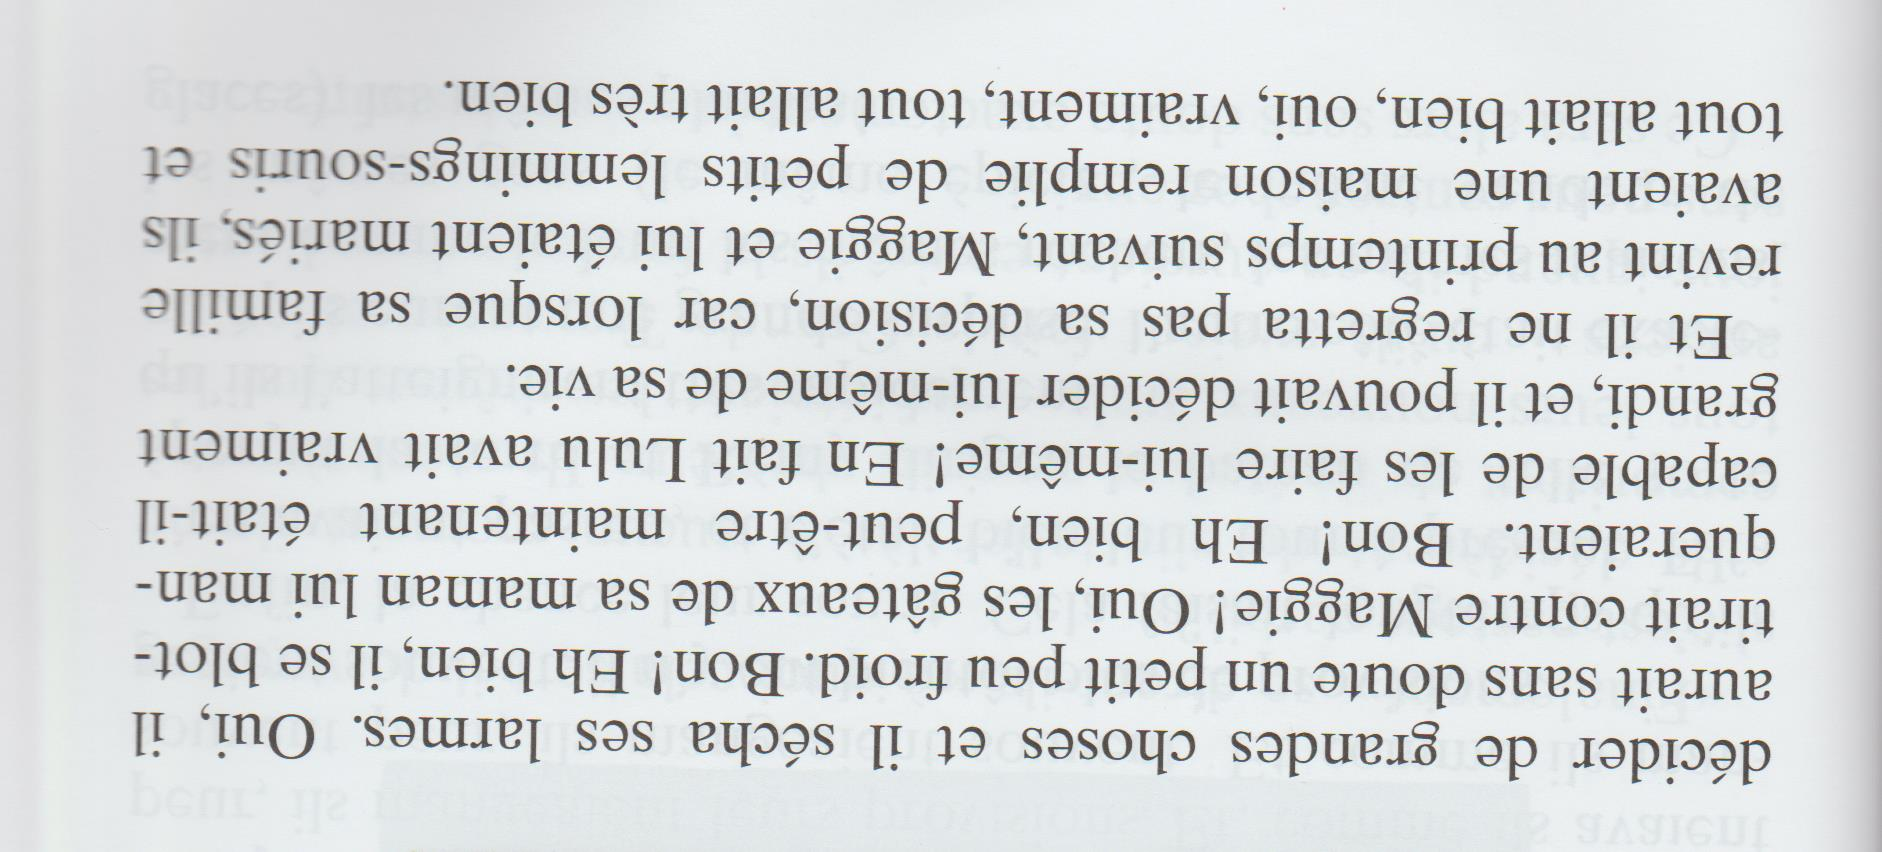 décider de grandes choses et il sécha ses larmes. Oui, il
aurait sans doute un petit peu froid. Bon! Eh bien, il se blot-
tirait contre Maggie! Oui, les gâteaux de sa maman lui man-
queraient. Bon! Eh bien, peut-être maintenant était-il
capable de les faire lui-même! En fait Lulu avait vraiment
grandi, et il pouvait décider lui-même de sa vie.
Et il ne regretta pas sa décision, car lorsque sa famille
revint au printemps suivant, Maggie et lui étaient mariés, ils
avaient une maison remplie de petits lemmings-souris et
tout allait bien, oui, vraiment, tout allait très bien.